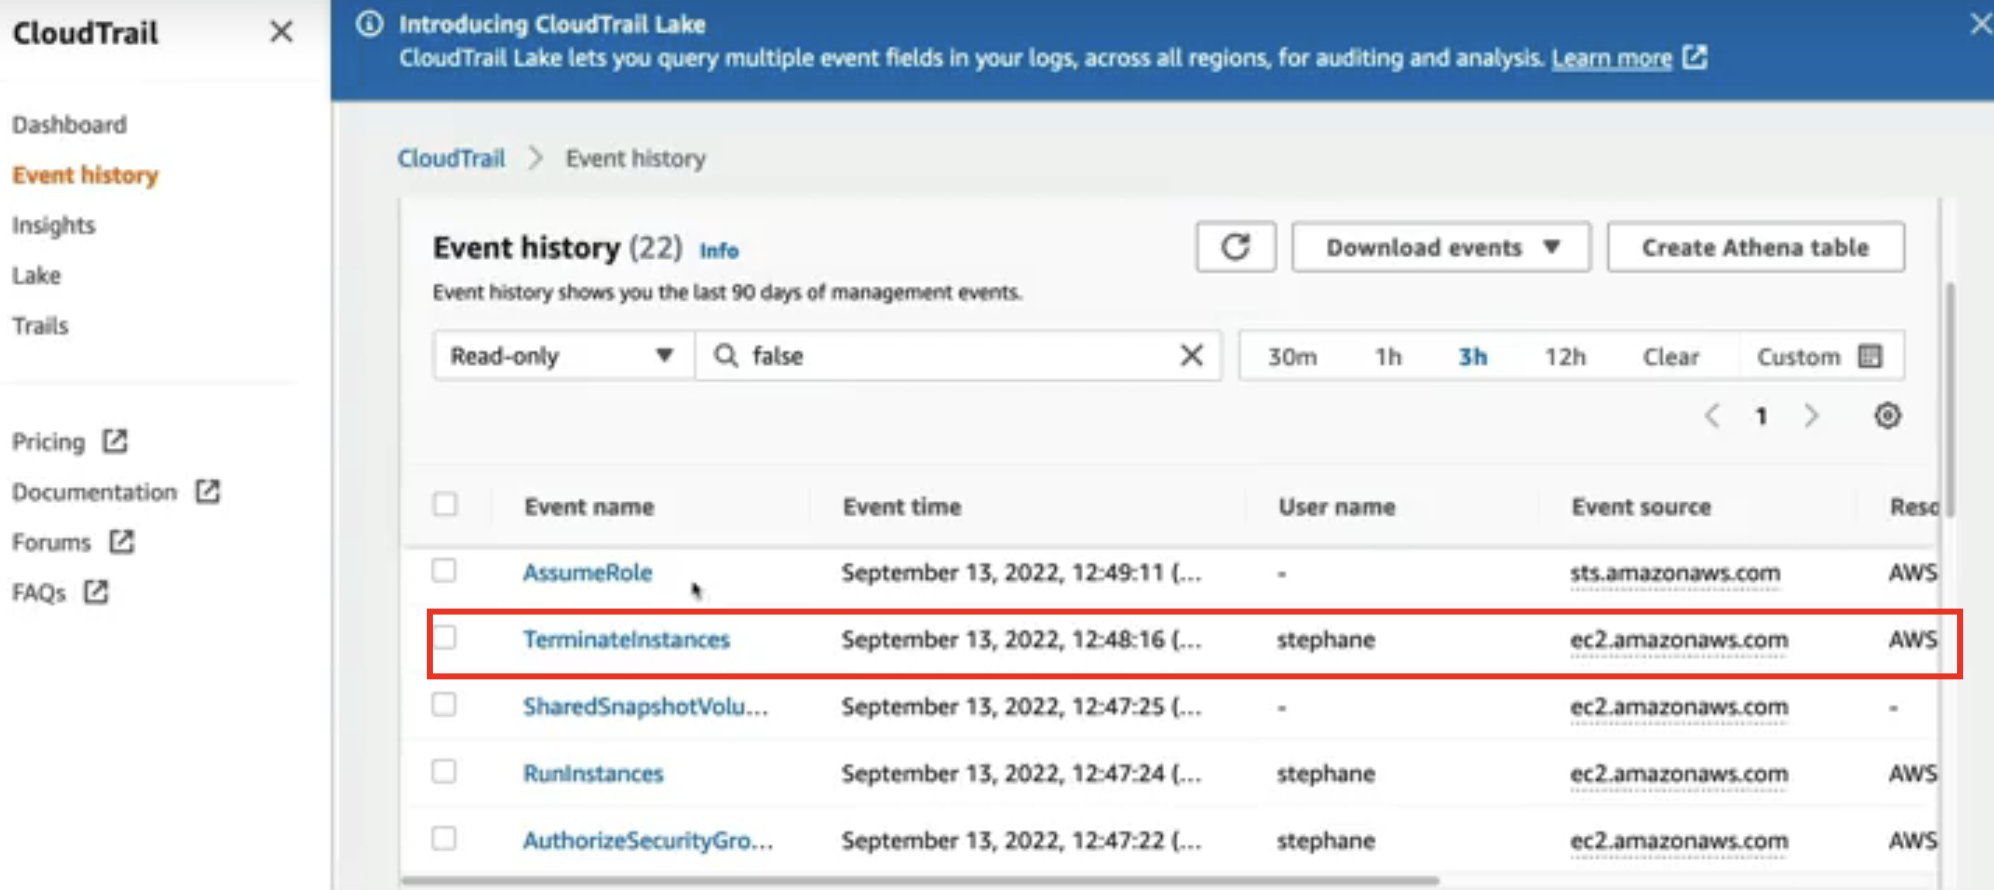 CloudTrail
Dashboard
Event history
Insights
Lake
Trails
Pricing
Documentation
Forums
FAQs
Introducing CloudTrail Lake
CloudTrail Lake lets you query multiple event fields in your logs, across all regions, for auditing and analysis. Learn more
CloudTrail > Event history
Event history (22) Info
Download events
Create Athena table
Event history shows you the last 90 days of management events.
Read-only false 30m 1h 3h 12h Clear Custom
1
Event name Event time User name Event source Reso
AssumeRole September 13, 2022, 12:49:11 (... - sts.amazonaws.com AWS
TerminateInstances September 13, 2022, 12:48:16 (... stephane ec2.amazonaws.com AWS
SharedSnapshotVolu... September 13, 2022, 12:47:25 (... - ec2.amazonaws.com -
RunInstances September 13, 2022, 12:47:24 (... stephane ec2.amazonaws.com AWS
AuthorizeSecurityGro... September 13, 2022, 12:47:22 (... stephane ec2.amazonaws.com AWS